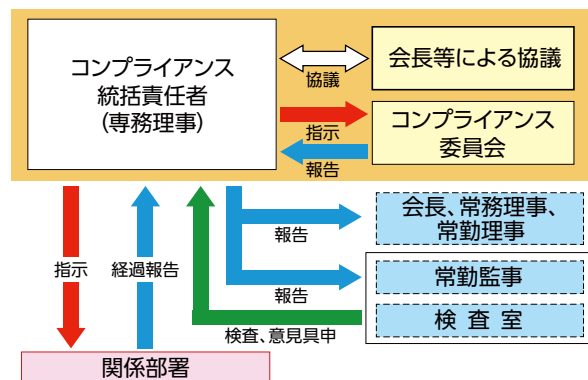 コンプライアンス
統括責任者
(専務理事)
協議
会長等による協議
指示
コンプライアンス
委員会
報告
報告
会長、常務理事、
常勤理事
指示
経過報告
報告
常勤監事
検査、意見具申
検 査 室
関係部署